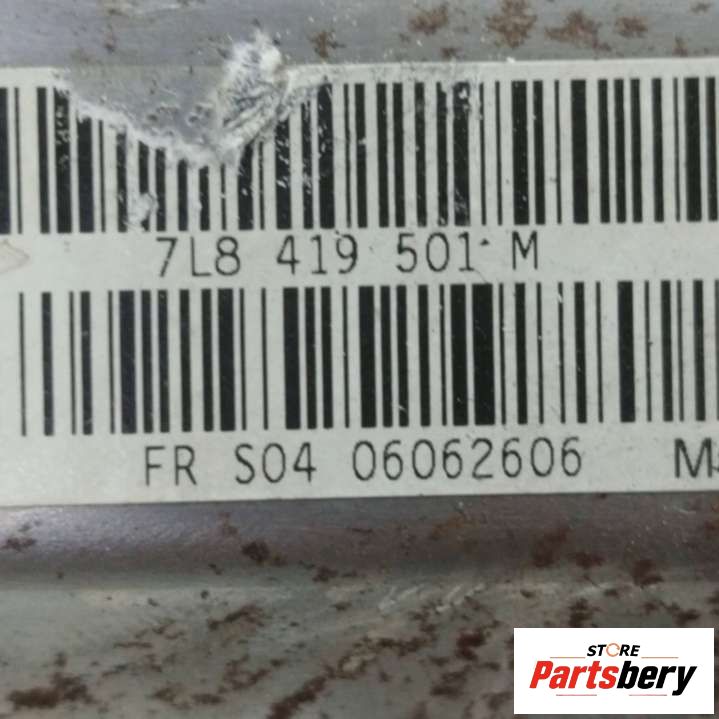 7L8 419 501 M
FR S04 06062606 M
STORE
Partsbery